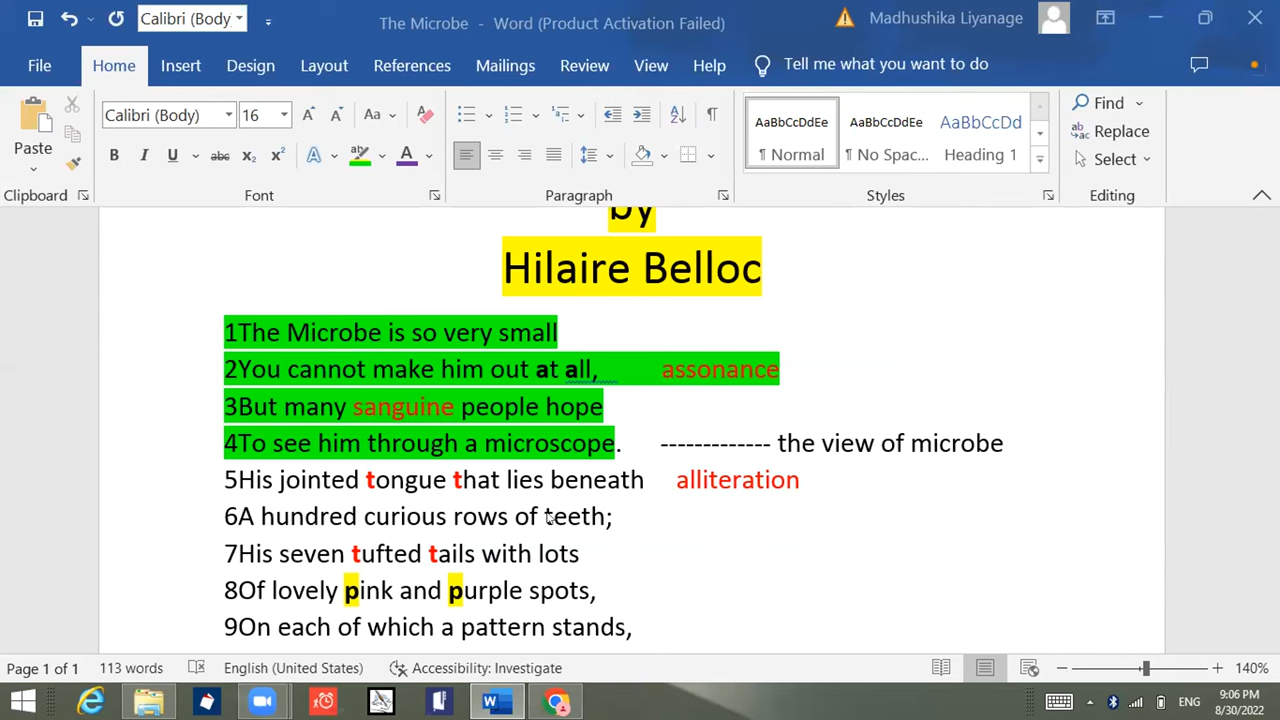 Calibri (Body)
The Microbe - Word (Product Activation Failed)
Madhushika Liyanage
File Home Insert Design Layout References Mailings Review View Help Tell me what you want to do
Calibri (Body) 16 Aa
Paste
B I U abc x₂ x² A A
AaBbCcDdEe AaBbCcDdEe AaBbCcDd
¶ Normal ¶ No Spac... Heading 1
Find
Replace
Select
Clipboard Font Paragraph Styles Editing
by
Hilaire Belloc
1The Microbe is so very small
2You cannot make him out at all, assonance
3But many sanguine people hope
4To see him through a microscope. ------------- the view of microbe
5His jointed tongue that lies beneath alliteration
6A hundred curious rows of teeth;
7His seven tufted tails with lots
8Of lovely pink and purple spots,
9On each of which a pattern stands,
Page 1 of 1 113 words English (United States) Accessibility: Investigate 140%
ENG
9:06 PM
8/30/2022